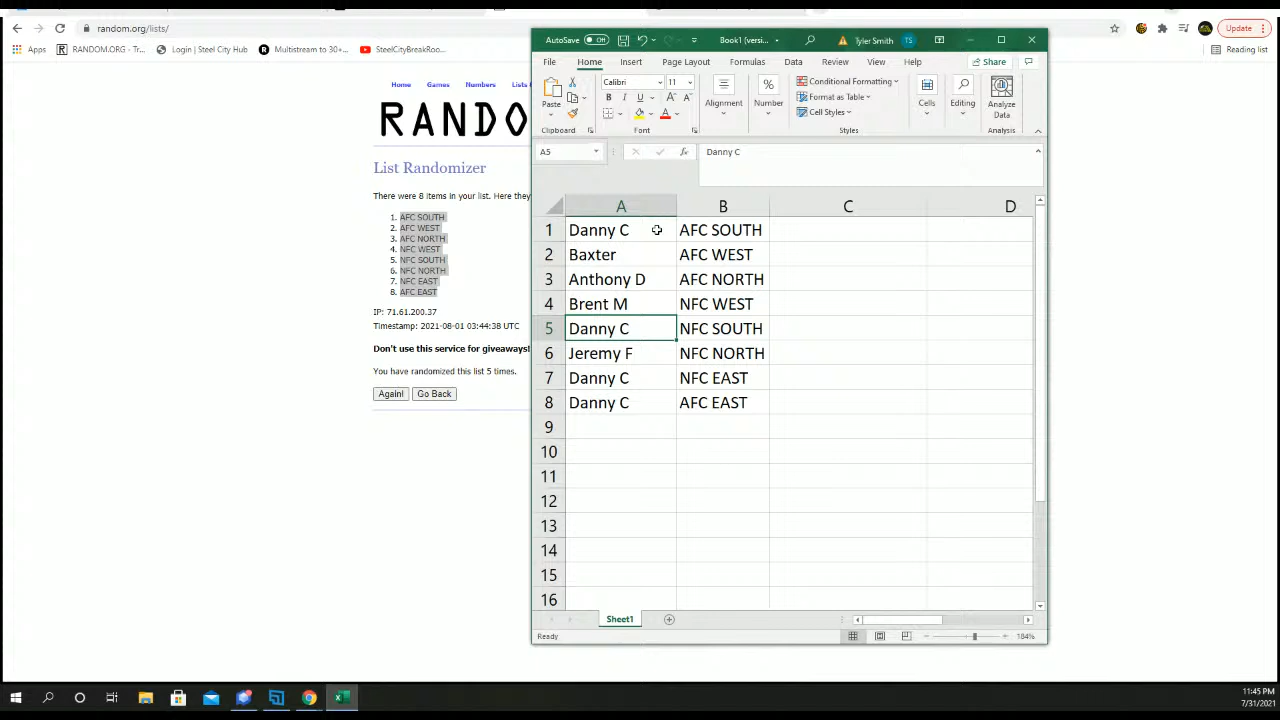 random.org/lists/
Update
Apps
RANDOM.ORG - Tr...
Login | Steel City Hub
Multistream to 30+...
SteelCityBreakRoo...
Reading list
Home
Games
Numbers
Lists
RANDO
List Randomizer
There were 8 items in your list. Here they
1. AFC SOUTH
2. AFC WEST
3. AFC NORTH
4. NFC WEST
5. NFC SOUTH
6. NFC NORTH
7. NFC EAST
8. AFC EAST
IP: 71.61.200.37
Timestamp: 2021-08-01 03:44:38 UTC
Don't use this service for giveaways!
You have randomized this list 5 times.
Again! Go Back
AutoSave Off Book1 (versi... Tyler Smith TS
File Home Insert Page Layout Formulas Data Review View Help Share
Paste
Clipboard
Calibri 11
B I U
Font
Alignment
%
Number
Conditional Formatting
Format as Table
Cell Styles
Styles
Cells
Editing
Analyze
Data
Analysis
A5 fx Danny C
A B C D
1 Danny C AFC SOUTH
2 Baxter AFC WEST
3 Anthony D AFC NORTH
4 Brent M NFC WEST
5 Danny C NFC SOUTH
6 Jeremy F NFC NORTH
7 Danny C NFC EAST
8 Danny C AFC EAST
9
10
11
12
13
14
15
16
Sheet1
Ready 184%
11:45 PM
7/31/2021